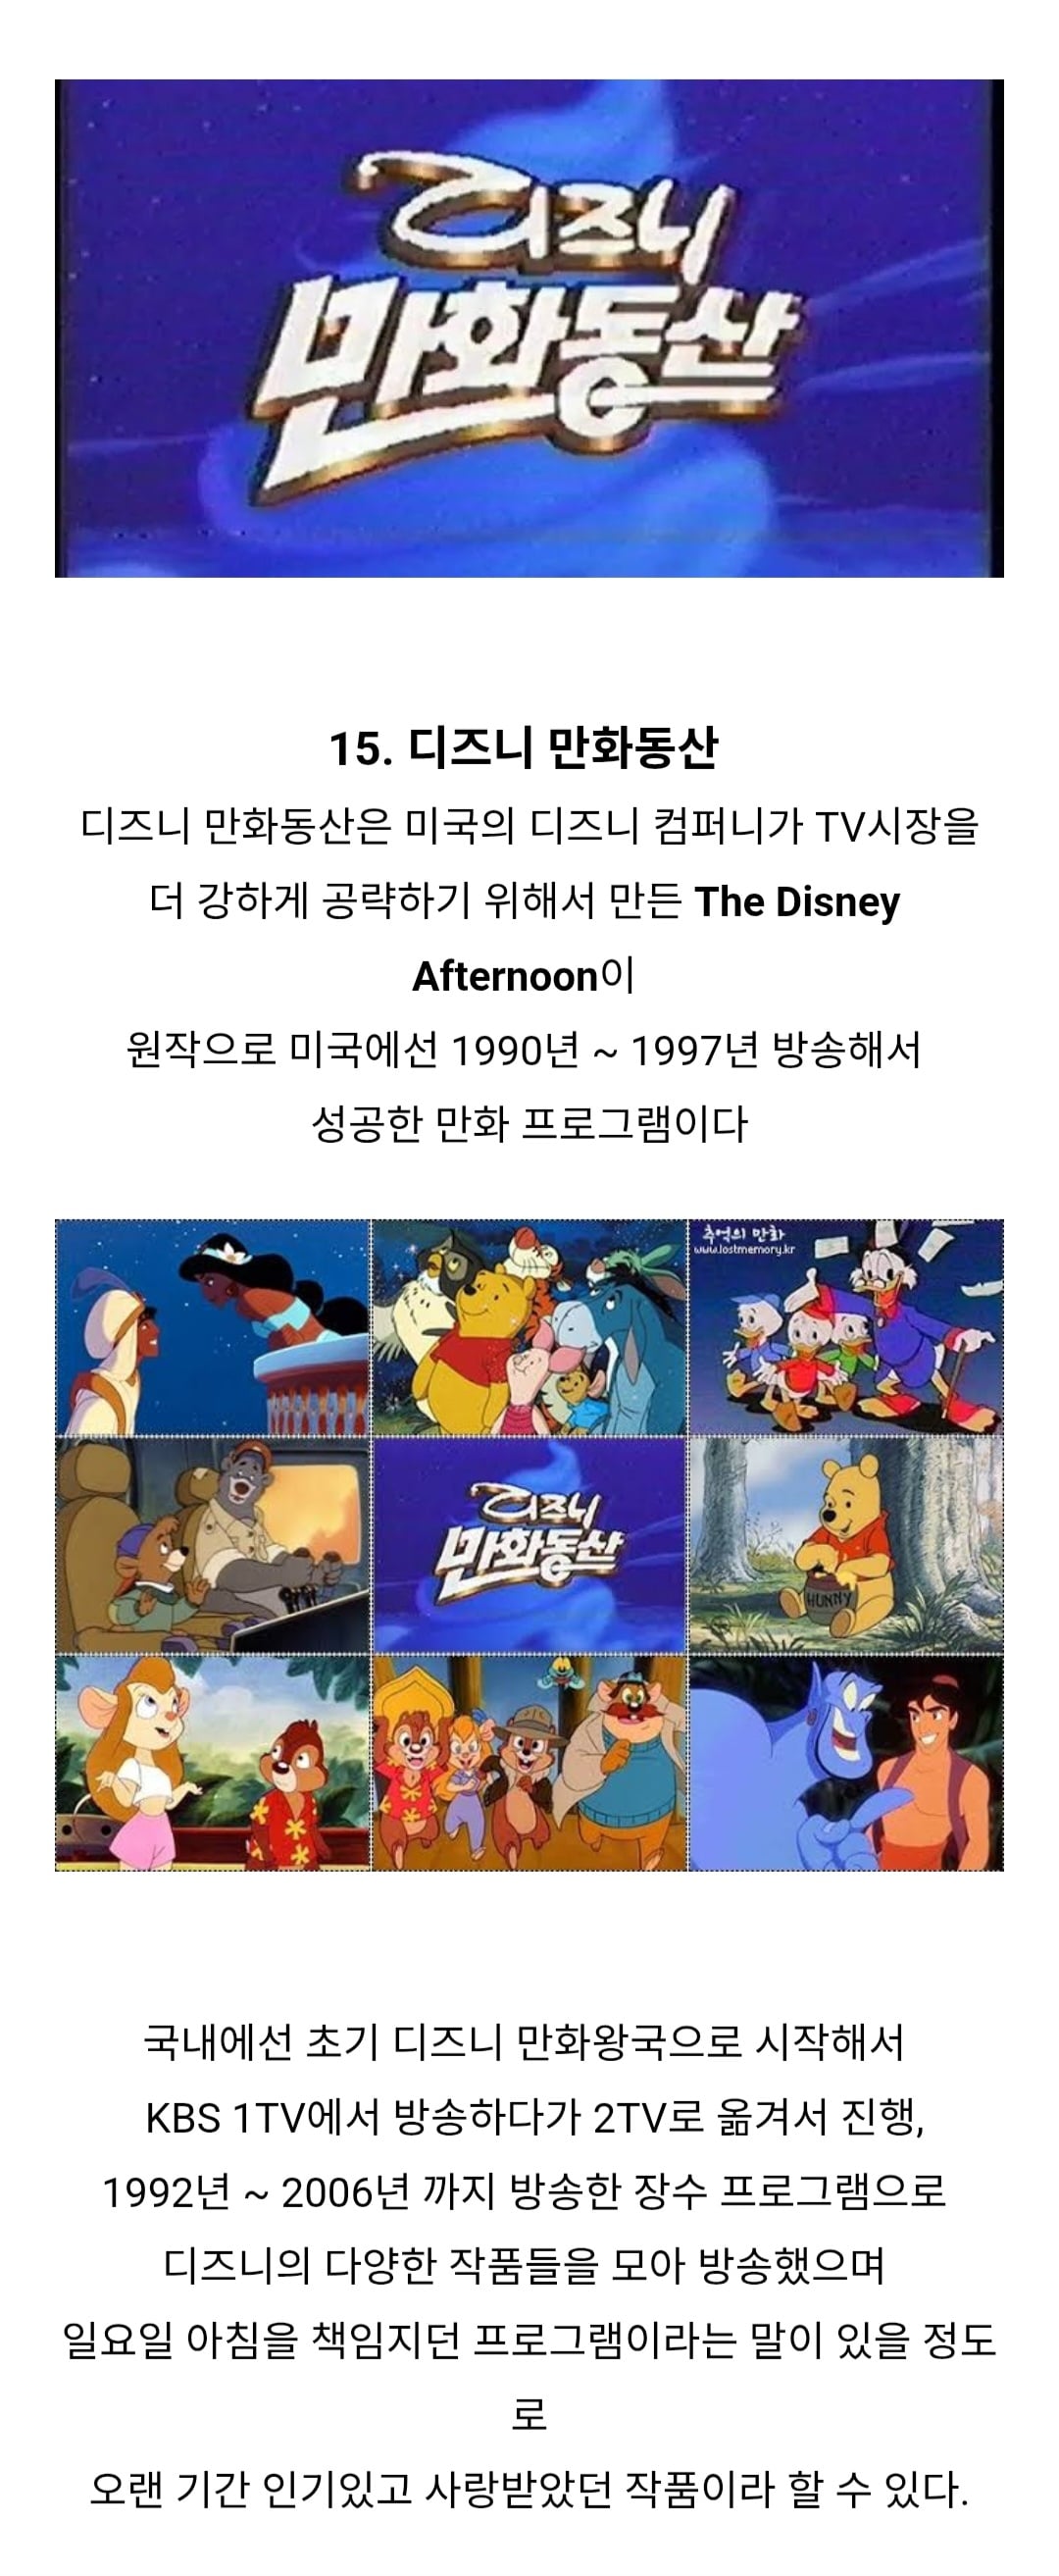 디즈니
만화동산
15. 디즈니 만화동산
디즈니 만화동산은 미국의 디즈니 컴퍼니가 TV시장을
더 강하게 공략하기 위해서 만든 The Disney
Afternoon이
원작으로 미국에선 1990년 ~ 1997년 방송해서
성공한 만화 프로그램이다
추억의 만화
www.lostmemory.kr
디즈니
만화동산
HUNNY
국내에선 초기 디즈니 만화왕국으로 시작해서
KBS 1TV에서 방송하다가 2TV로 옮겨서 진행,
1992년 ~ 2006년 까지 방송한 장수 프로그램으로
디즈니의 다양한 작품들을 모아 방송했으며
일요일 아침을 책임지던 프로그램이라는 말이 있을 정도
로
오랜 기간 인기있고 사랑받았던 작품이라 할 수 있다.